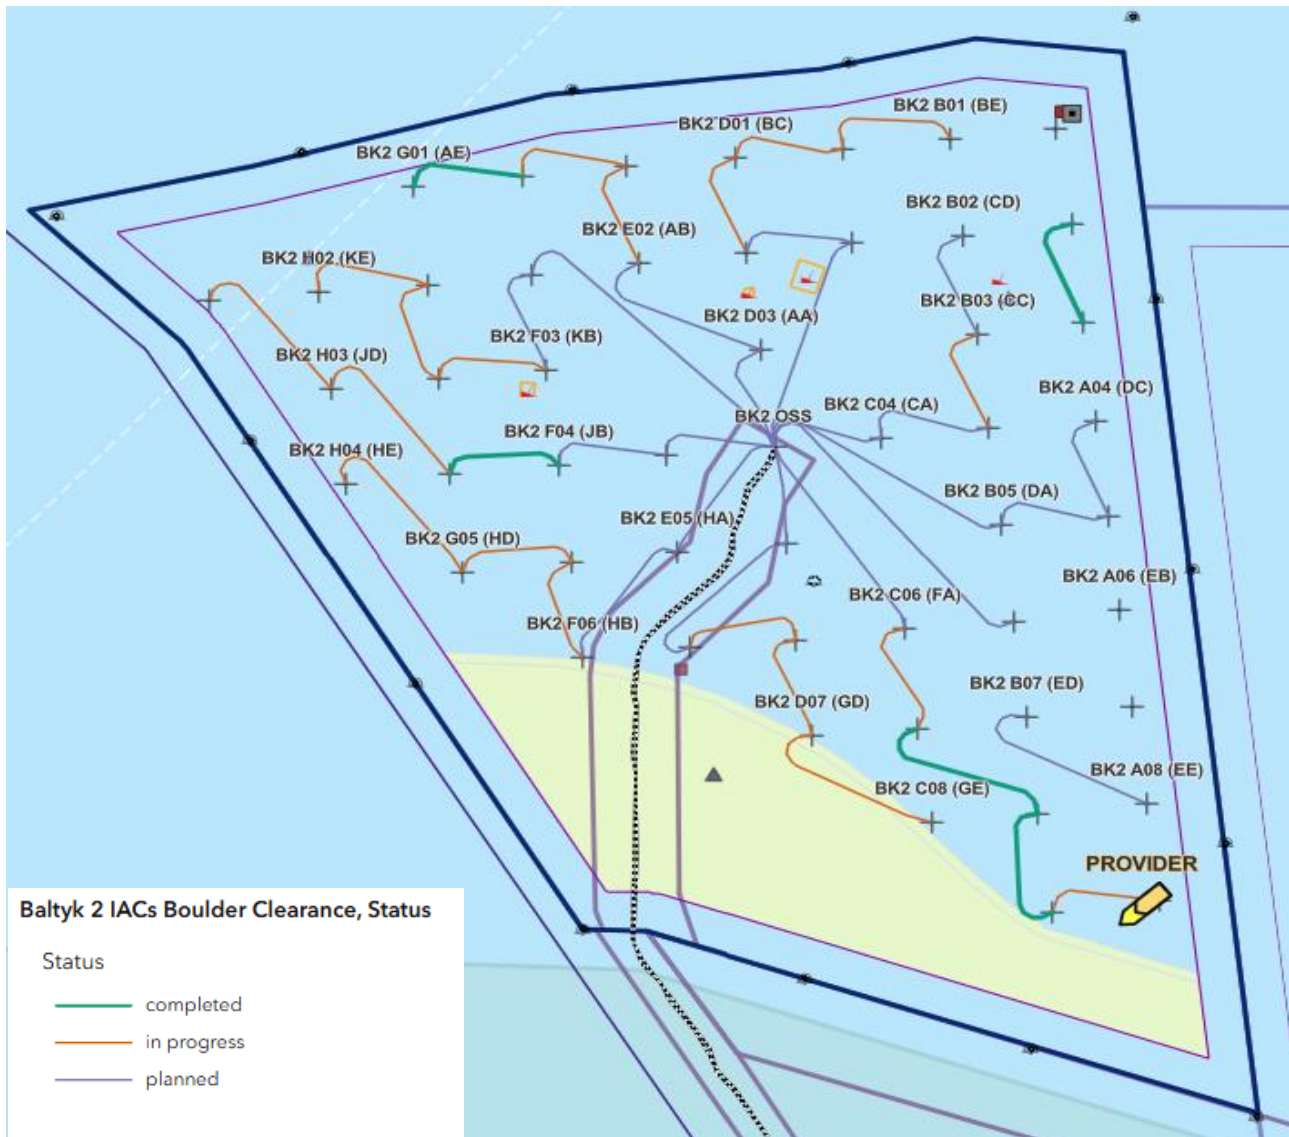 BK2 B01 (BE)
BK2 D01 (BC)
BK2 G01 (AE)
BK2 B02 (CD)
BK2 E02 (AB)
BK2 H02 (KE)
BK2 B03 (CC)
BK2 D03 (AA)
BK2 F03 (KB)
BK2 H03 (JD)
BK2 A04 (DC)
BK2 C04 (CA)
BK2 OSS
BK2 F04 (JB)
BK2 H04 (HE)
BK2 B05 (DA)
BK2 E05 (HA)
BK2 G05 (HD)
BK2 A06 (EB)
BK2 C06 (FA)
BK2 F06 (HB)
BK2 B07 (ED)
BK2 D07 (GD)
BK2 A08 (EE)
BK2 C08 (GE)
PROVIDER
Baltyk 2 IACs Boulder Clearance, Status
Status
completed
in progress
planned